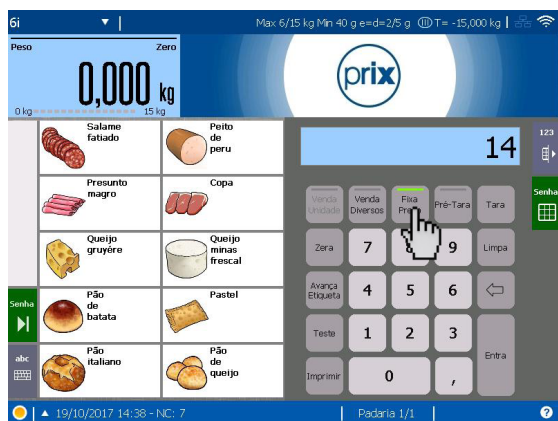 6i
Max 6/15 kg Min 40 g e=d=2/5 g III T= -15,000 kg
Peso
Zero
0,000 kg
0 kg
15 kg
prix
14
123
Senha
Salame
fatiado
Peito
de
peru
Presunto
magro
Copa
Queijo
gruyére
Queijo
minas
frescal
Pão
de
batata
Pastel
Pão
italiano
Pão
de
queijo
Senha
abc
Venda
Unidade
Venda
Diversos
Fixa
Pré-Tara
Tara
Zera
7
9
Limpa
Avança
Etiqueta
4
5
6
Teste
1
2
3
Entra
Imprimir
0
,
19/10/2017 14:38 - NC: 7
Padaria 1/1
?